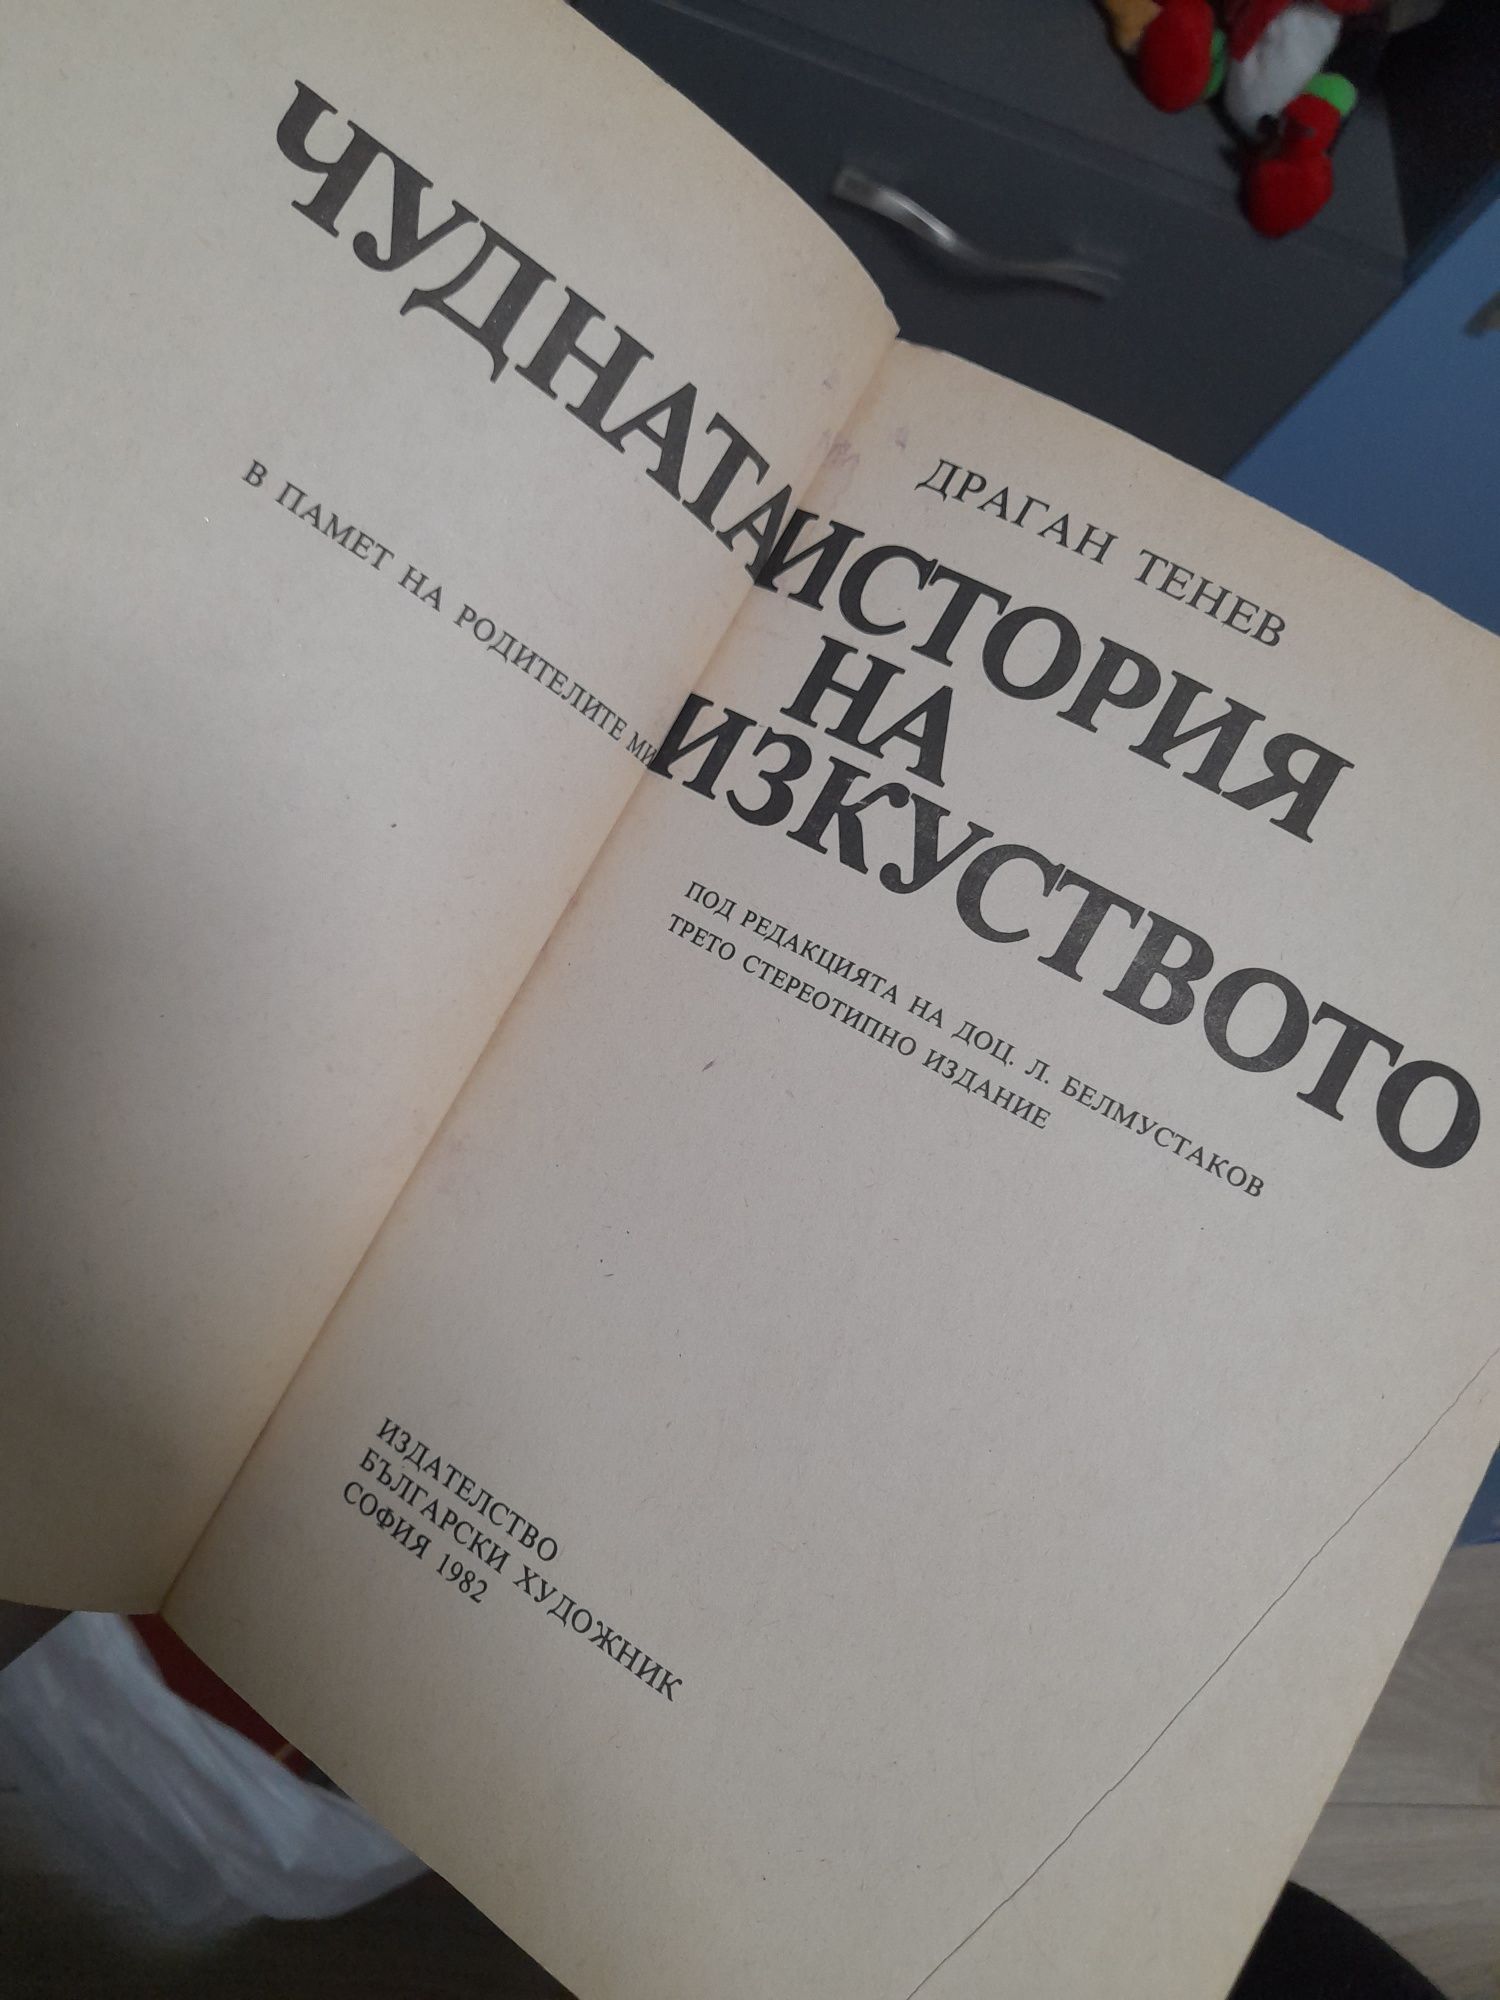 ЧУДНАТА
В ПАМЕТ НА РОДИТЕЛИТЕ МИ
ДРАГАН ТЕНЕВ
ИСТОРИЯ
НА
ИЗКУСТВОТО
ПОД РЕДАКЦИЯТА НА ДОЦ. Л. БЕЛМУСТАКОВ
ТРЕТО СТЕРЕОТИПНО ИЗДАНИЕ
ИЗДАТЕЛСТВО
БЪЛГАРСКИ ХУДОЖНИК
СОФИЯ 1982